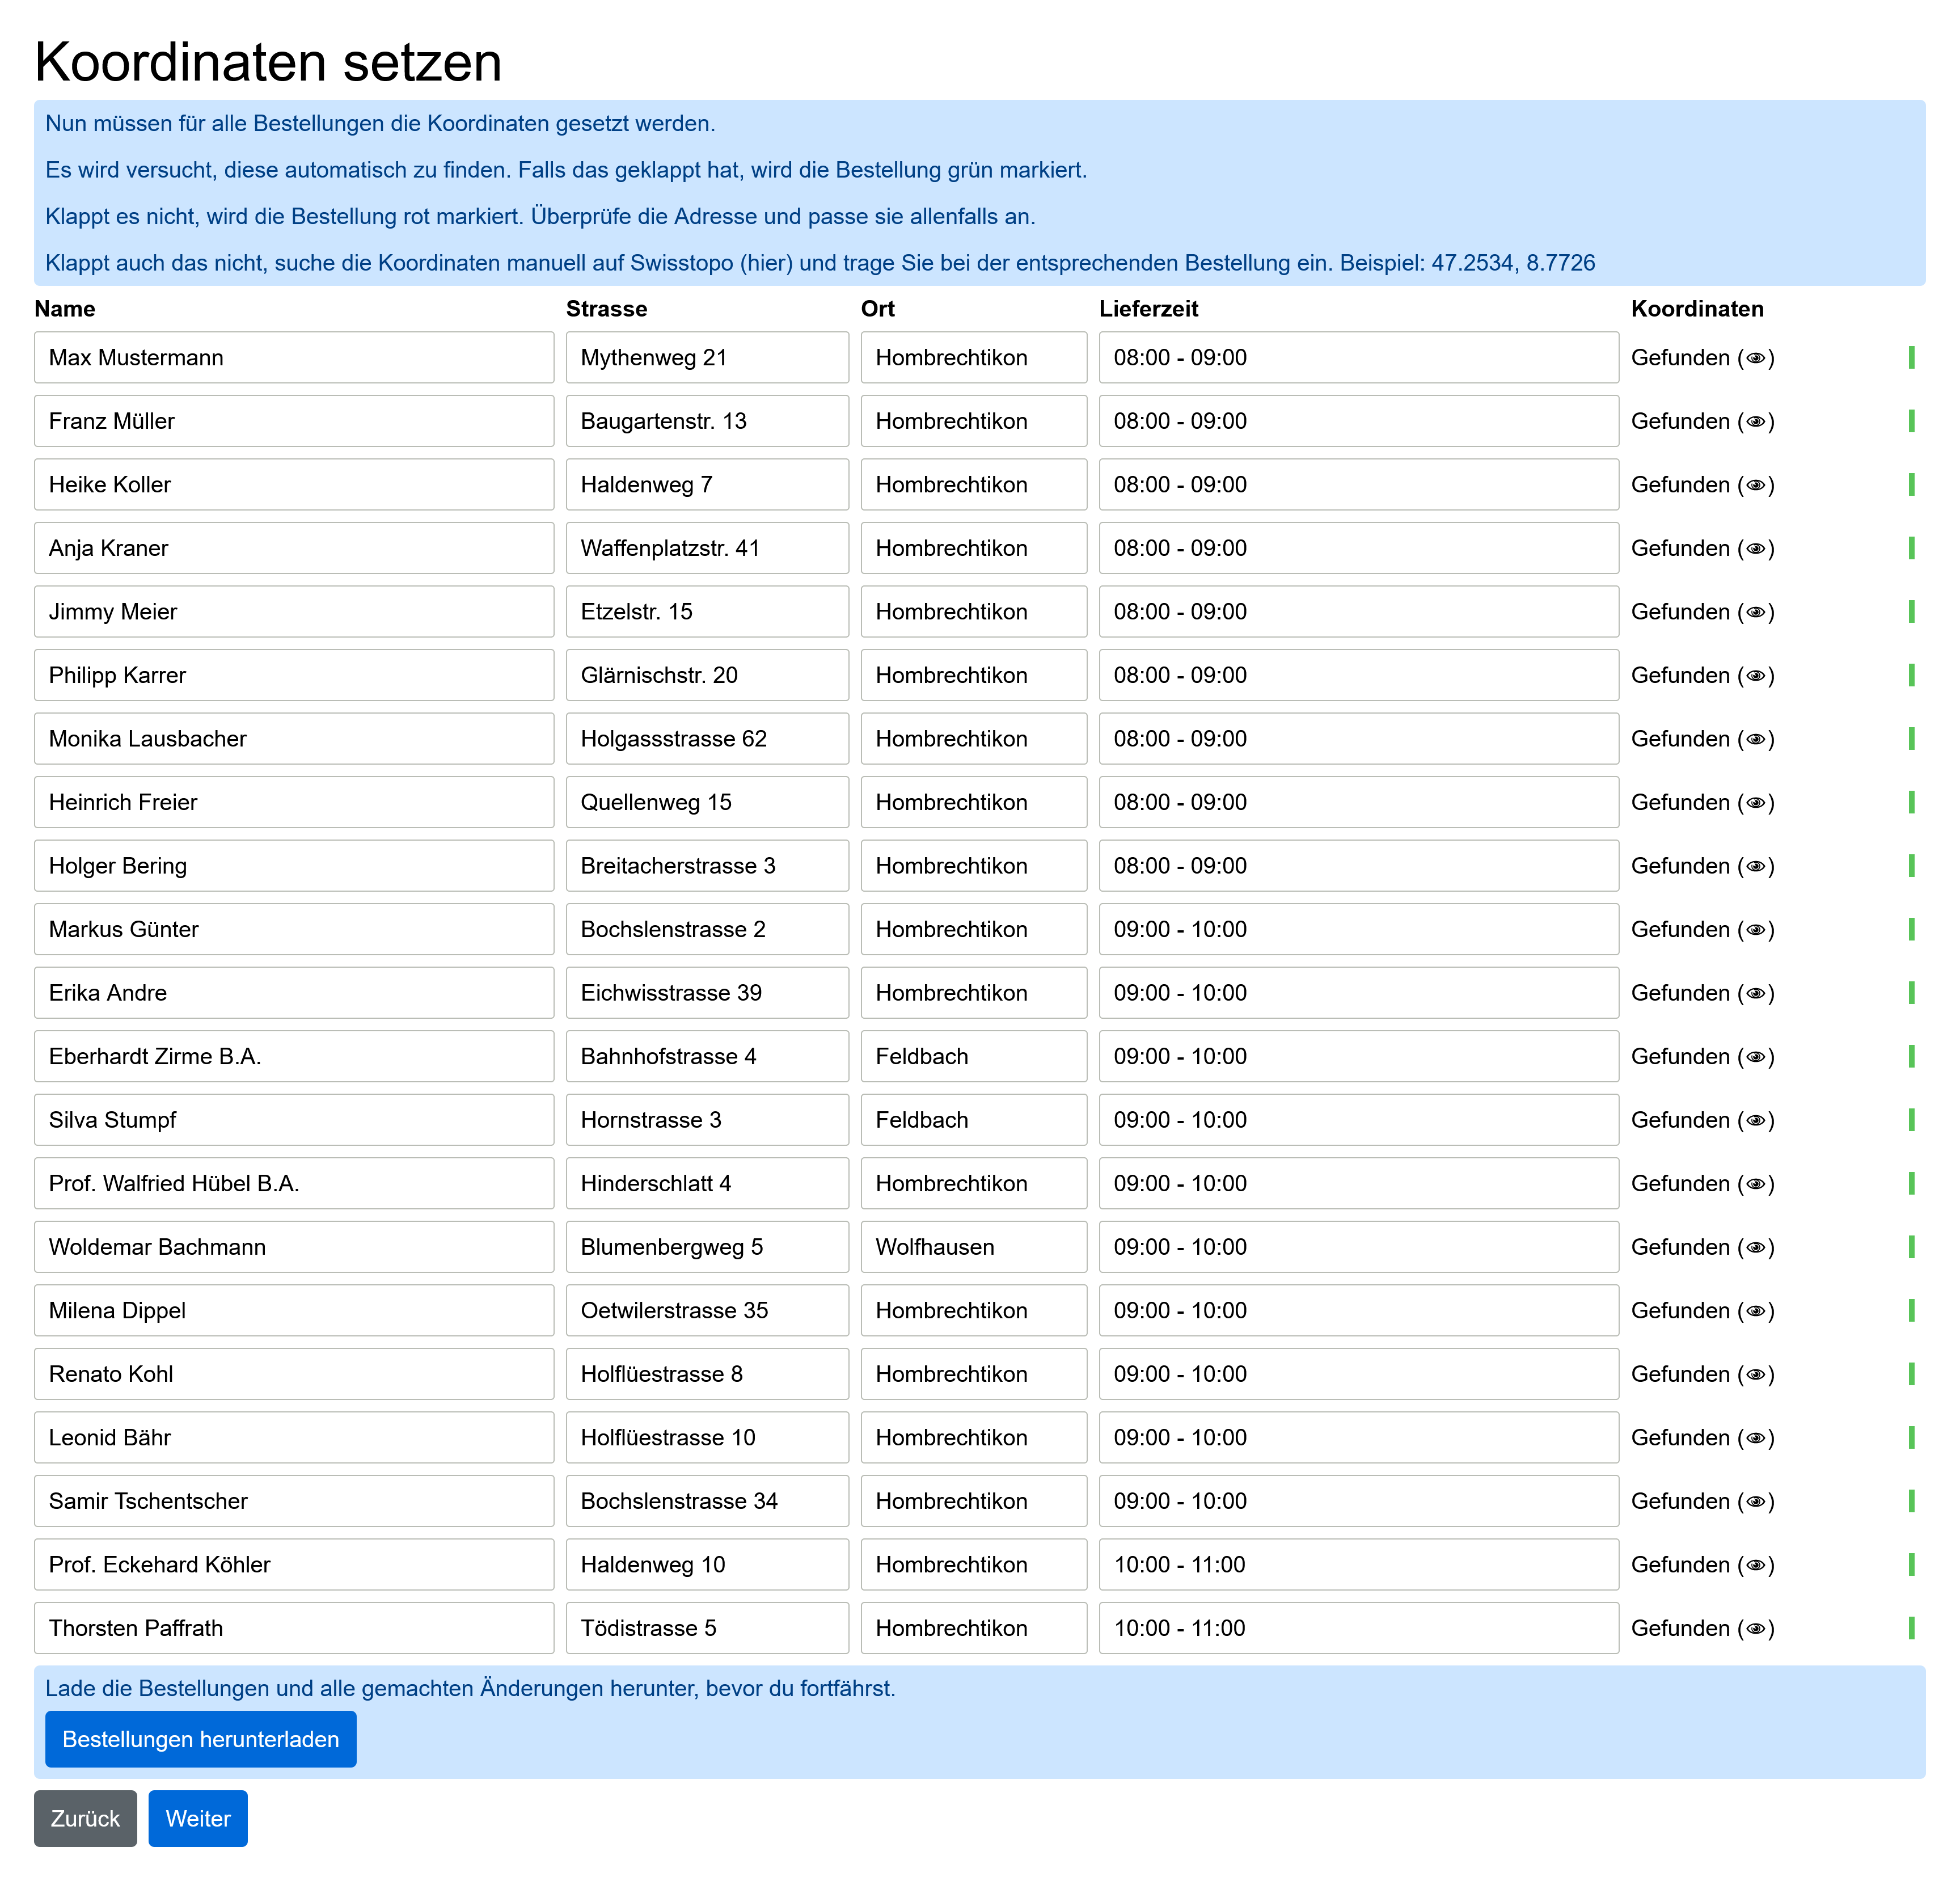 Koordinaten setzen
Nun müssen für alle Bestellungen die Koordinaten gesetzt werden.
Es wird versucht, diese automatisch zu finden. Falls das geklappt hat, wird die Bestellung grün markiert.
Klappt es nicht, wird die Bestellung rot markiert. Überprüfe die Adresse und passe sie allenfalls an.
Klappt auch das nicht, suche die Koordinaten manuell auf Swisstopo (hier) und trage Sie bei der entsprechenden Bestellung ein. Beispiel: 47.2534, 8.7726
Name Strasse Ort Lieferzeit Koordinaten
Max Mustermann Mythenweg 21 Hombrechtikon 08:00 - 09:00 Gefunden (👁)
Franz Müller Baugartenstr. 13 Hombrechtikon 08:00 - 09:00 Gefunden (👁)
Heike Koller Haldenweg 7 Hombrechtikon 08:00 - 09:00 Gefunden (👁)
Anja Kraner Waffenplatzstr. 41 Hombrechtikon 08:00 - 09:00 Gefunden (👁)
Jimmy Meier Etzelstr. 15 Hombrechtikon 08:00 - 09:00 Gefunden (👁)
Philipp Karrer Glärnischstr. 20 Hombrechtikon 08:00 - 09:00 Gefunden (👁)
Monika Lausbacher Holgassstrasse 62 Hombrechtikon 08:00 - 09:00 Gefunden (👁)
Heinrich Freier Quellenweg 15 Hombrechtikon 08:00 - 09:00 Gefunden (👁)
Holger Bering Breitacherstrasse 3 Hombrechtikon 08:00 - 09:00 Gefunden (👁)
Markus Günter Bochslenstrasse 2 Hombrechtikon 09:00 - 10:00 Gefunden (👁)
Erika Andre Eichwisstrasse 39 Hombrechtikon 09:00 - 10:00 Gefunden (👁)
Eberhardt Zirme B.A. Bahnhofstrasse 4 Feldbach 09:00 - 10:00 Gefunden (👁)
Silva Stumpf Hornstrasse 3 Feldbach 09:00 - 10:00 Gefunden (👁)
Prof. Walfried Hübel B.A. Hinderschlatt 4 Hombrechtikon 09:00 - 10:00 Gefunden (👁)
Woldemar Bachmann Blumenbergweg 5 Wolfhausen 09:00 - 10:00 Gefunden (👁)
Milena Dippel Oetwilerstrasse 35 Hombrechtikon 09:00 - 10:00 Gefunden (👁)
Renato Kohl Holflüestrasse 8 Hombrechtikon 09:00 - 10:00 Gefunden (👁)
Leonid Bähr Holflüestrasse 10 Hombrechtikon 09:00 - 10:00 Gefunden (👁)
Samir Tschentscher Bochslenstrasse 34 Hombrechtikon 09:00 - 10:00 Gefunden (👁)
Prof. Eckehard Köhler Haldenweg 10 Hombrechtikon 10:00 - 11:00 Gefunden (👁)
Thorsten Paffrath Tödistrasse 5 Hombrechtikon 10:00 - 11:00 Gefunden (👁)
Lade die Bestellungen und alle gemachten Änderungen herunter, bevor du fortfährst.
Bestellungen herunterladen
Zurück Weiter